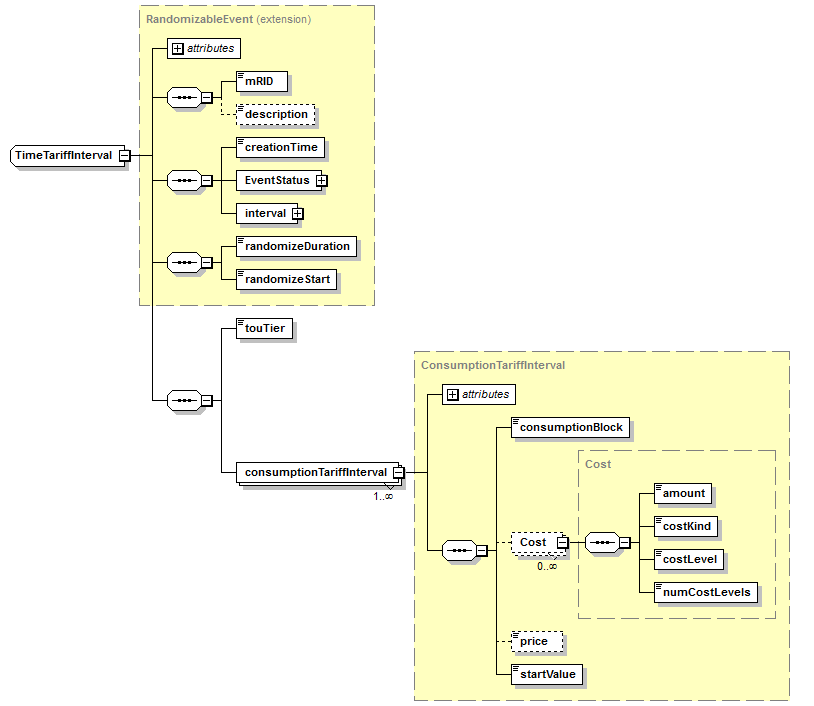 RandomizableEvent (extension)
attributes
mRID
description
TimeTariffInterval
creationTime
EventStatus
interval
randomizeDuration
randomizeStart
touTier
ConsumptionTariffInterval
attributes
consumptionBlock
Cost
consumptionTariffInterval
1..∞
amount
costKind
Cost
0..∞
costLevel
numCostLevels
price
startValue